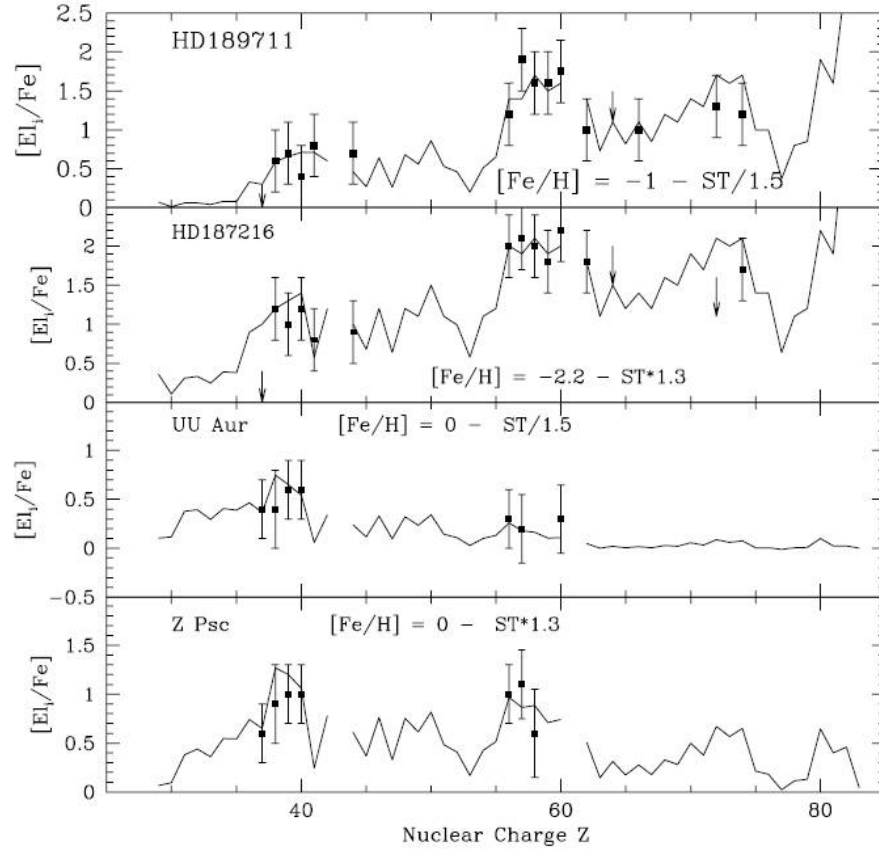 2.5
HD189711
2
1.5
1
0.5
0
[El_i/Fe]
[Fe/H] = −1 − ST/1.5
HD187216
2
1.5
1
0.5
0
[El_i/Fe]
[Fe/H] = −2.2 − ST*1.3
UU Aur [Fe/H] = 0 − ST/1.5
1
0.5
0
−0.5
[El_i/Fe]
Z Psc [Fe/H] = 0 − ST*1.3
1
0.5
0
[El_i/Fe]
40 60 80
Nuclear Charge Z